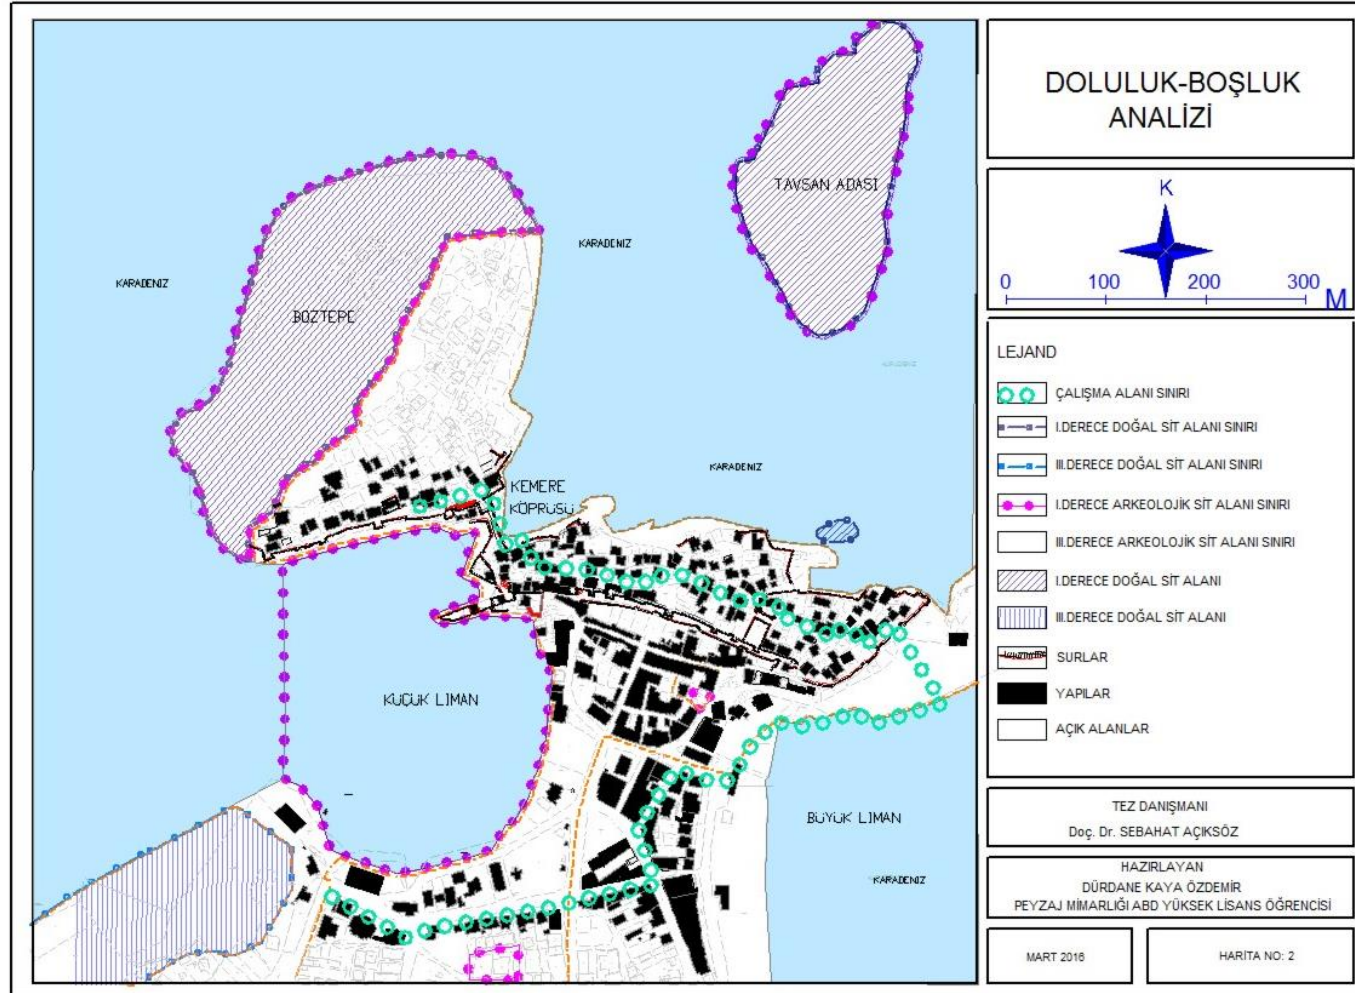 DOLULUK-BOŞLUK
ANALİZİ
K
0 100 200 300 M
TAVSAN ADASI
KARADENIZ
KARADENIZ
BOZTEPE
KARADENIZ
KEMERE
KÖPRÜSÜ
KÜÇÜK LIMAN
BÜYÜK LIMAN
KARADENIZ
LEJAND
ÇALIŞMA ALANI SINIRI
I.DERECE DOĞAL SİT ALANI SINIRI
III.DERECE DOĞAL SİT ALANI SINIRI
I.DERECE ARKEOLOJİK SİT ALANI SINIRI
III.DERECE ARKEOLOJİK SİT ALANI SINIRI
I.DERECE DOĞAL SİT ALANI
III.DERECE DOĞAL SİT ALANI
SURLAR
YAPILAR
AÇIK ALANLAR
TEZ DANIŞMANI
Doç. Dr. SEBAHAT AÇIKSÖZ
HAZIRLAYAN
DÜRDANE KAYA ÖZDEMİR
PEYZAJ MİMARLIĞI ABD YÜKSEK LİSANS ÖĞRENCİSİ
MART 2016
HARİTA NO: 2